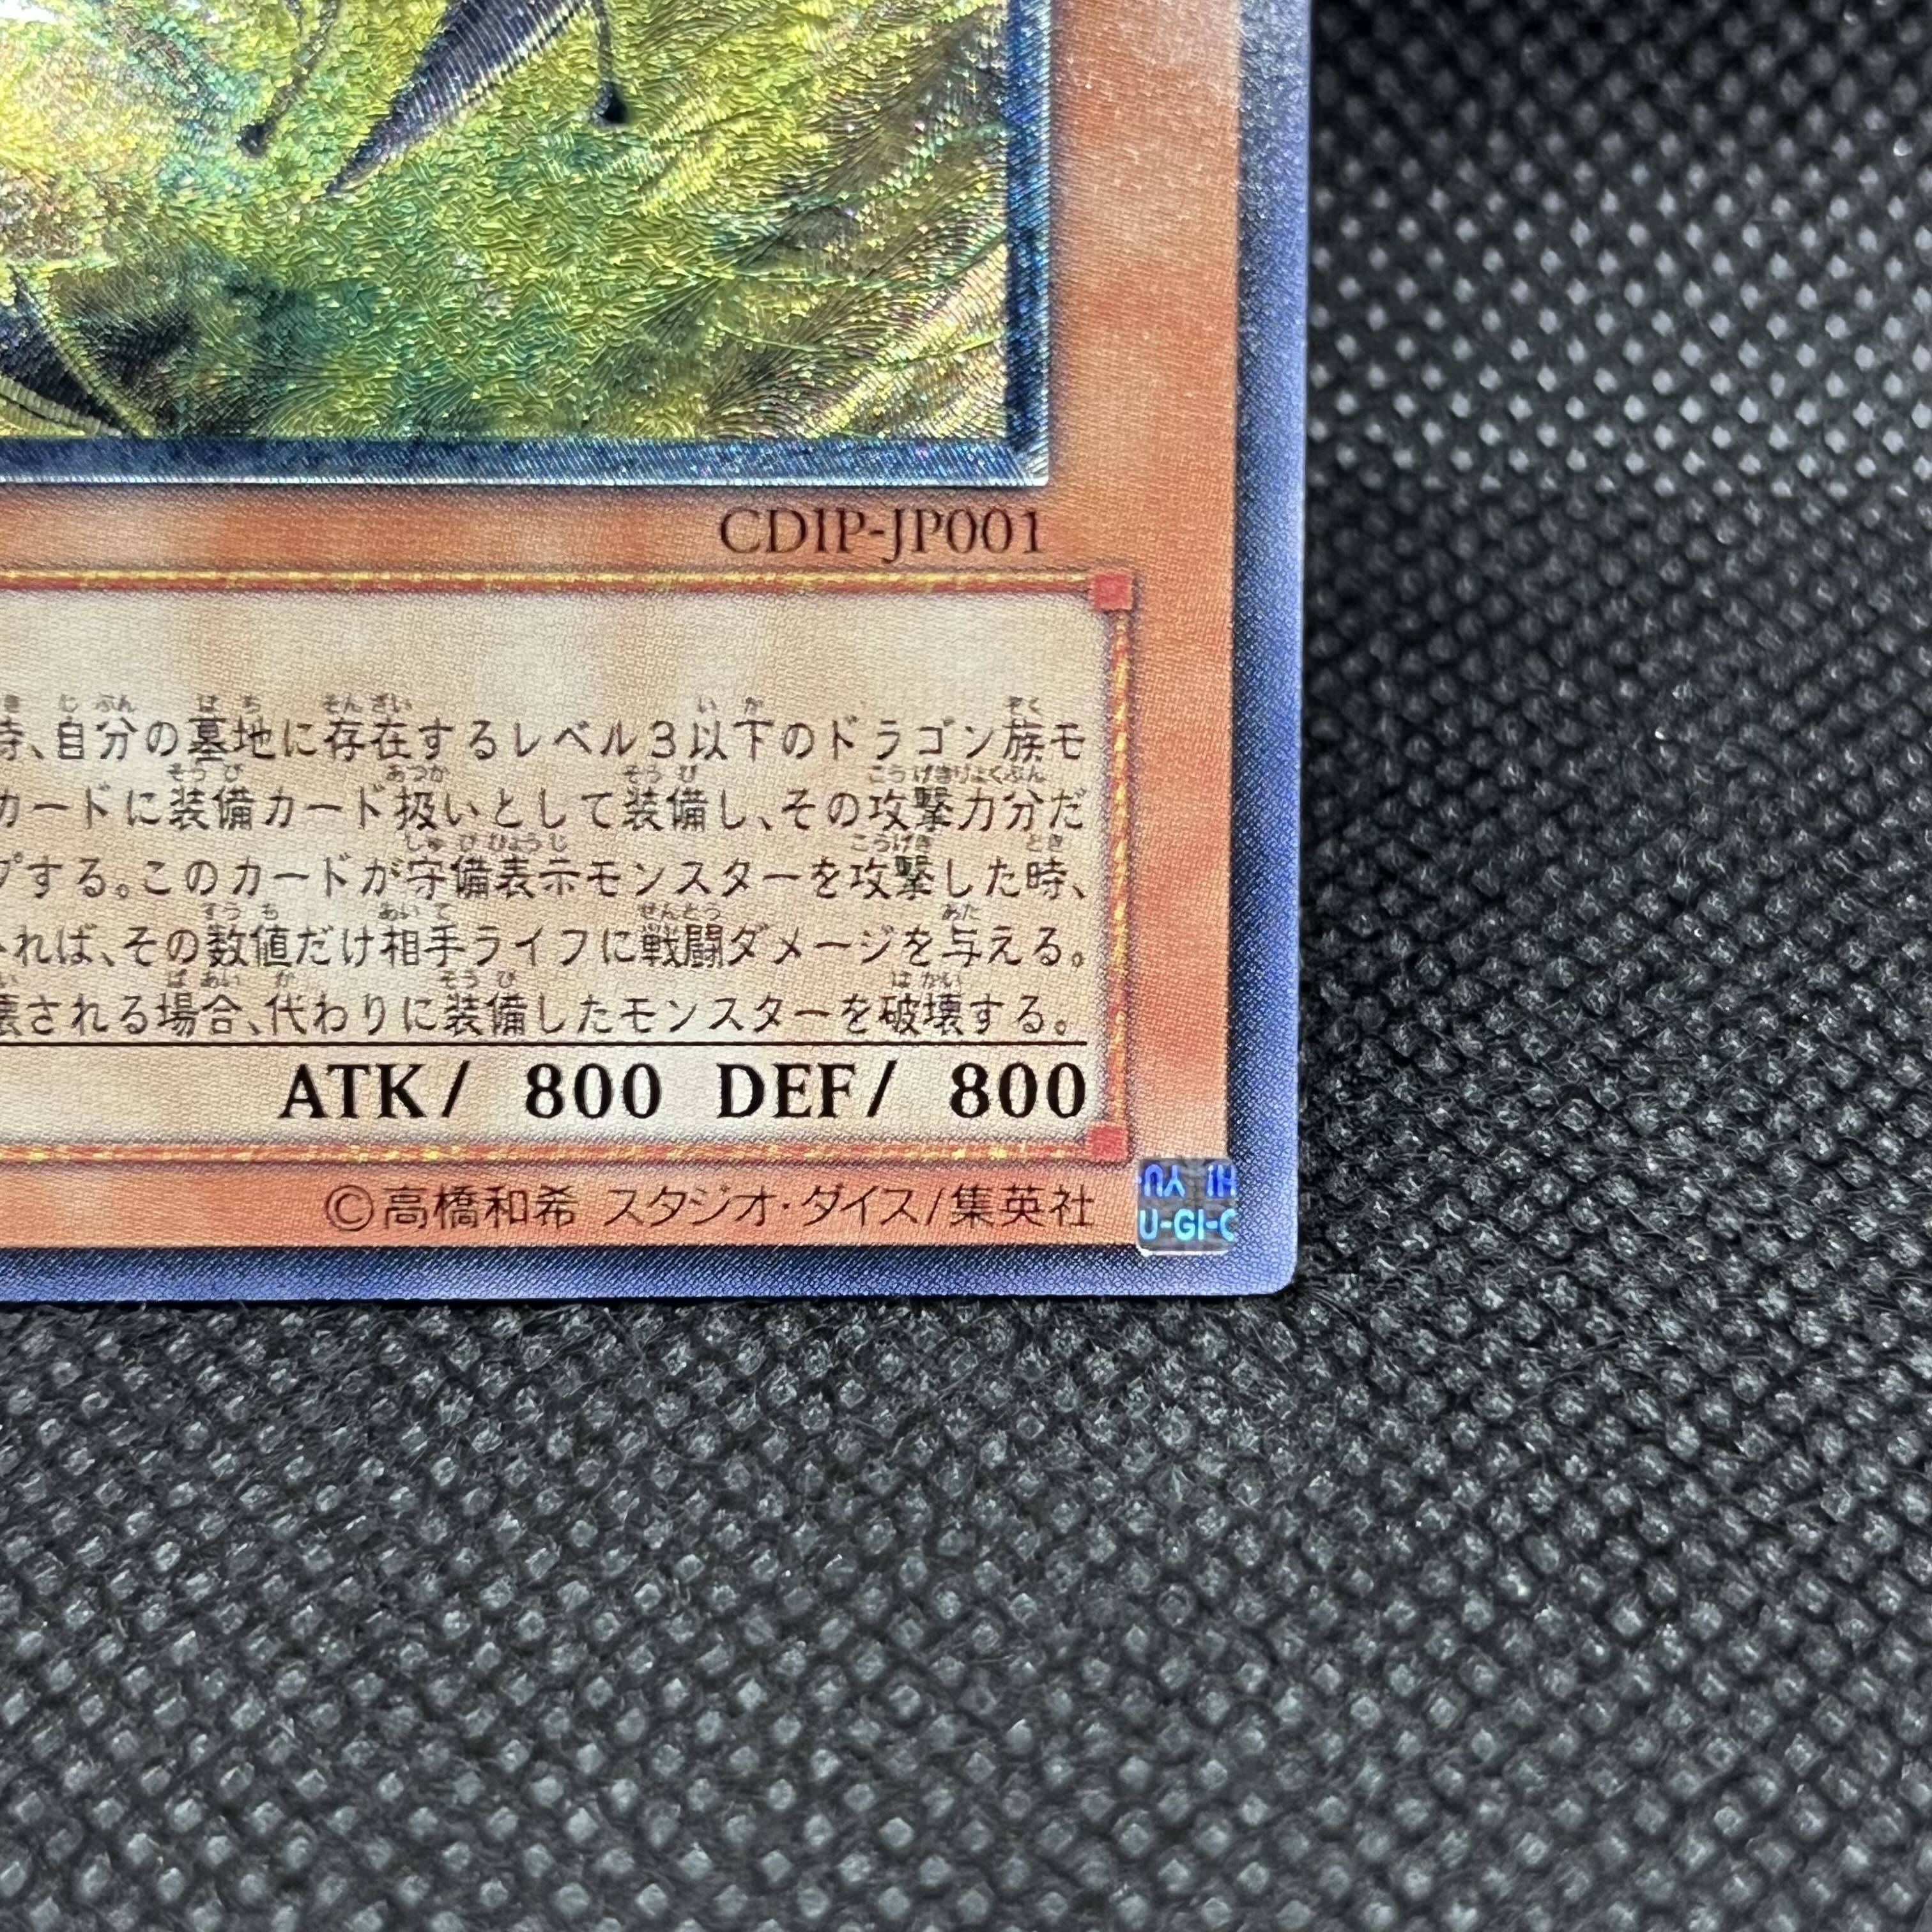 CDIP-JP001
時、自分の墓地に存在するレベル3以下のドラゴン族モ
カードに装備カード扱いとして装備し、その攻撃力分だ
プする。このカードが守備表示モンスターを攻撃した時、
れば、その数値だけ相手ライフに戦闘ダメージを与える。
壊される場合、代わりに装備したモンスターを破壊する。
ATK/ 800 DEF/ 800
©高橋和希 スタジオ・ダイス/集英社
U-GI-O